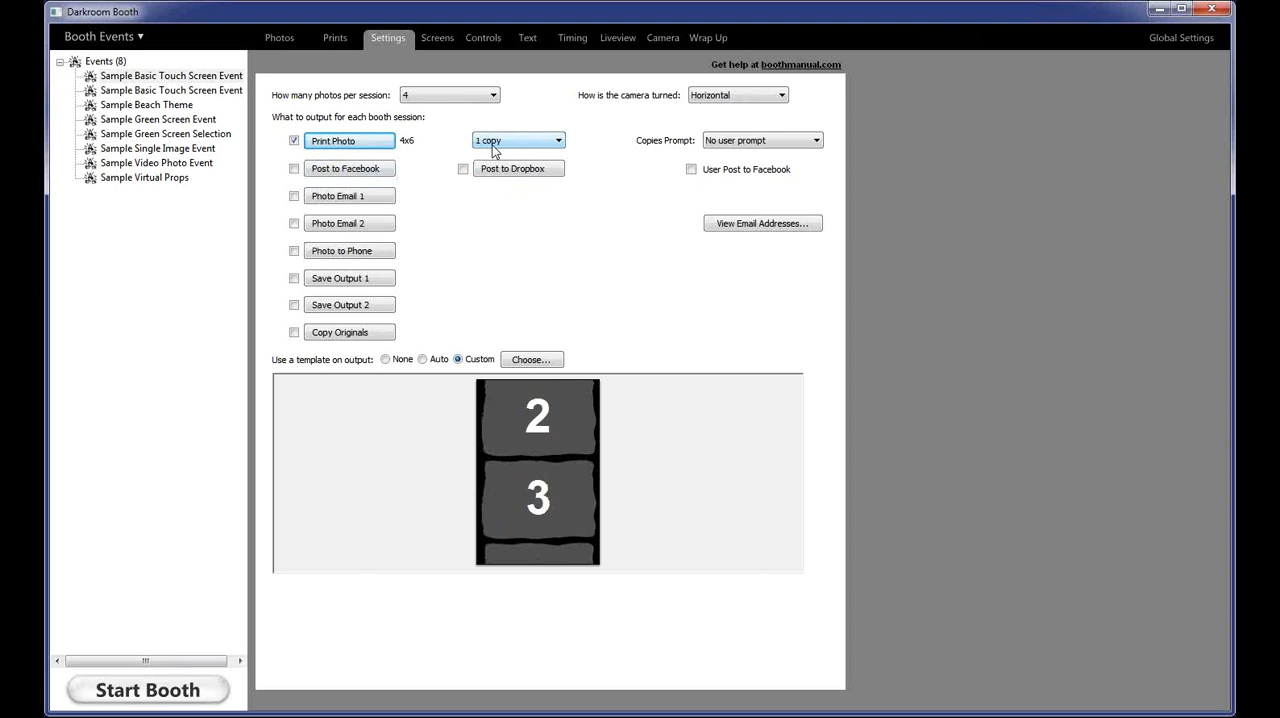 Darkroom Booth
Booth Events ▾
Photos Prints Settings Screens Controls Text Timing Liveview Camera Wrap Up Global Settings
Events (8)
Sample Basic Touch Screen Event
Sample Basic Touch Screen Event
Sample Beach Theme
Sample Green Screen Event
Sample Green Screen Selection
Sample Single Image Event
Sample Video Photo Event
Sample Virtual Props
Start Booth
Get help at boothmanual.com
How many photos per session: 4 How is the camera turned: Horizontal
What to output for each booth session:
Print Photo 4x6 1 copy Copies Prompt: No user prompt
Post to Facebook Post to Dropbox User Post to Facebook
Photo Email 1
Photo Email 2 View Email Addresses...
Photo to Phone
Save Output 1
Save Output 2
Copy Originals
Use a template on output: None Auto Custom Choose...
2
3